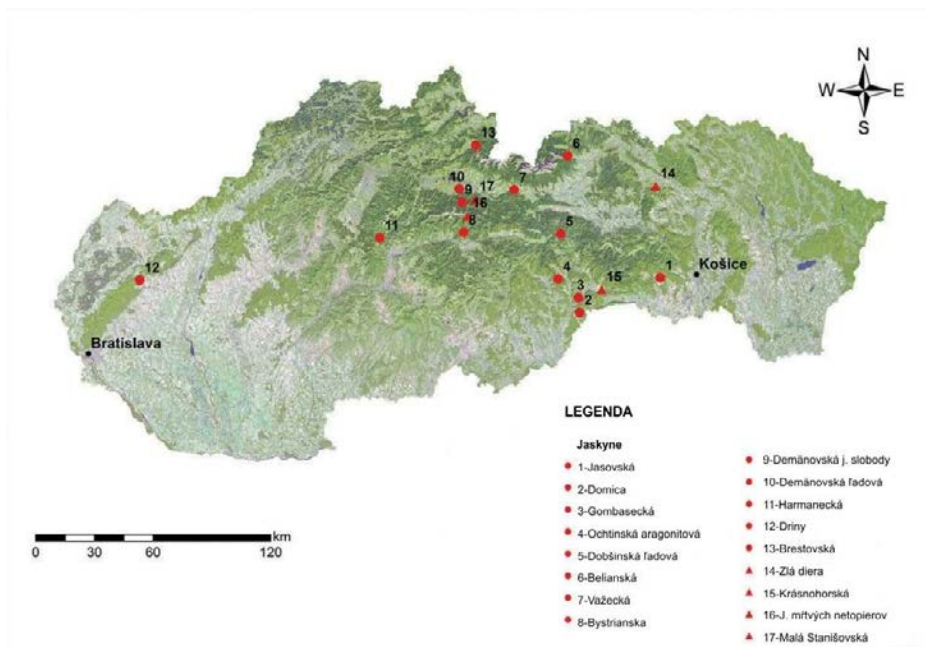 N
W E
S
13
6
10
17
7
14
9
16
8
11
5
12
4
15
1
Košice
3
2
Bratislava
km
0 30 60 120
LEGENDA
Jaskyne
1-Jasovská
2-Domica
3-Gombasecká
4-Ochtinská aragonitová
5-Dobšinská ľadová
6-Belianská
7-Važecká
8-Bystrianska
9-Demänovská j. slobody
10-Demänovská ľadová
11-Harmanecká
12-Driny
13-Brestovská
14-Zlá diera
15-Krásnohorská
16-J. mŕtvých netopierov
17-Malá Stanišovská